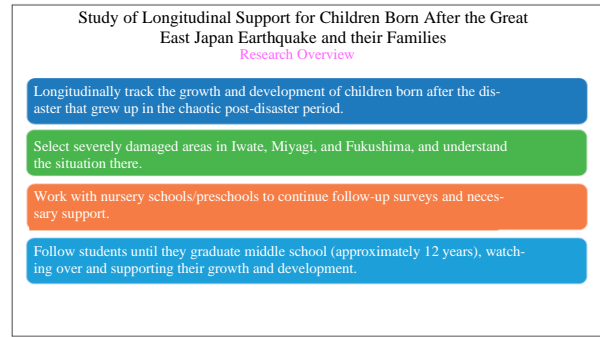 Study of Longitudinal Support for Children Born After the Great
East Japan Earthquake and their Families
Research Overview
Longitudinally track the growth and development of children born after the dis-
aster that grew up in the chaotic post-disaster period.
Select severely damaged areas in Iwate, Miyagi, and Fukushima, and understand
the situation there.
Work with nursery schools/preschools to continue follow-up surveys and neces-
sary support.
Follow students until they graduate middle school (approximately 12 years), watch-
ing over and supporting their growth and development.